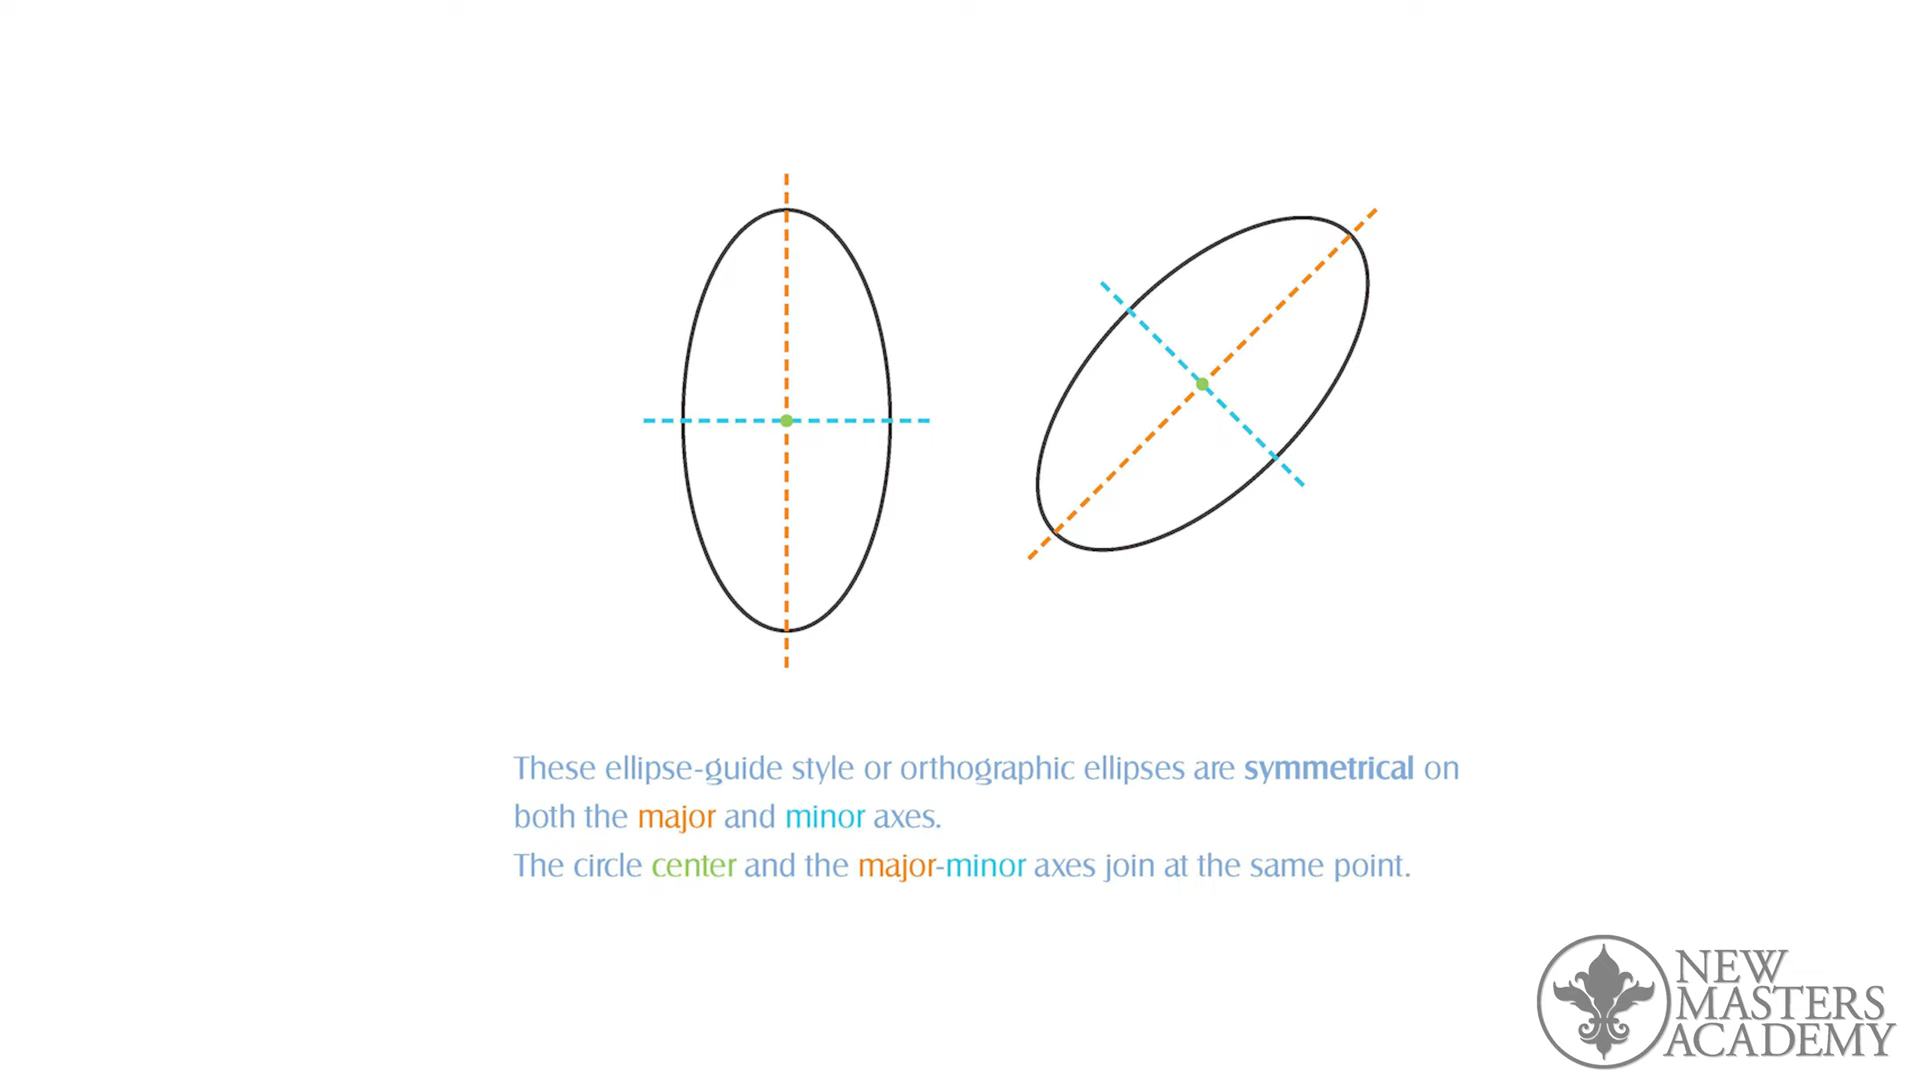 These ellipse-guide style or orthographic ellipses are symmetrical on
both the major and minor axes.
The circle center and the major-minor axes join at the same point.
NEW
MASTERS
ACADEMY